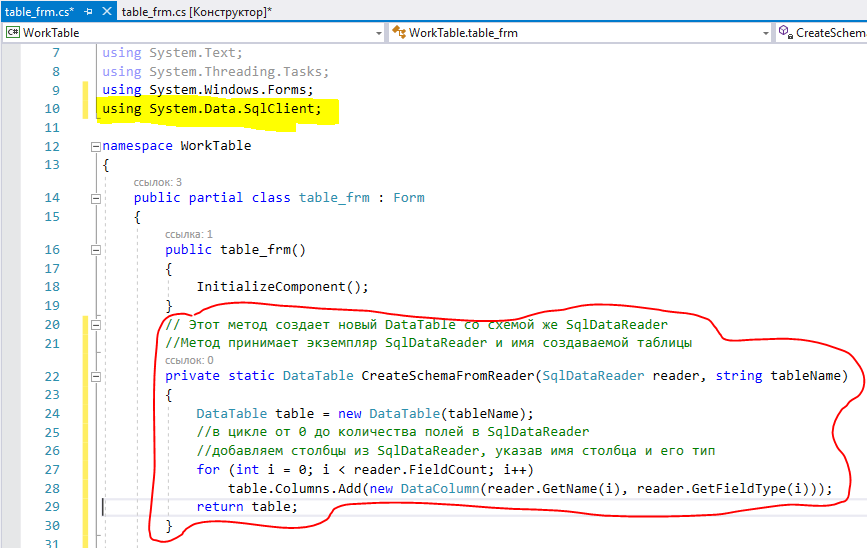 table_frm.cs*
table_frm.cs [Конструктор]*
C# WorkTable
WorkTable.table_frm
CreateSchema
7 using System.Text;
8 using System.Threading.Tasks;
9 using System.Windows.Forms;
10 using System.Data.SqlClient;
11
12 namespace WorkTable
13 {
ссылок: 3
14 public partial class table_frm : Form
15 {
ссылка: 1
16 public table_frm()
17 {
18 InitializeComponent();
19 }
20 // Этот метод создает новый DataTable со схемой же SqlDataReader
21 //Метод принимает экземпляр SqlDataReader и имя создаваемой таблицы
ссылок: 0
22 private static DataTable CreateSchemaFromReader(SqlDataReader reader, string tableName)
23 {
24 DataTable table = new DataTable(tableName);
25 //в цикле от 0 до количества полей в SqlDataReader
26 //добавляем столбцы из SqlDataReader, указав имя столбца и его тип
27 for (int i = 0; i < reader.FieldCount; i++)
28 table.Columns.Add(new DataColumn(reader.GetName(i), reader.GetFieldType(i)));
29 return table;
30 }
31